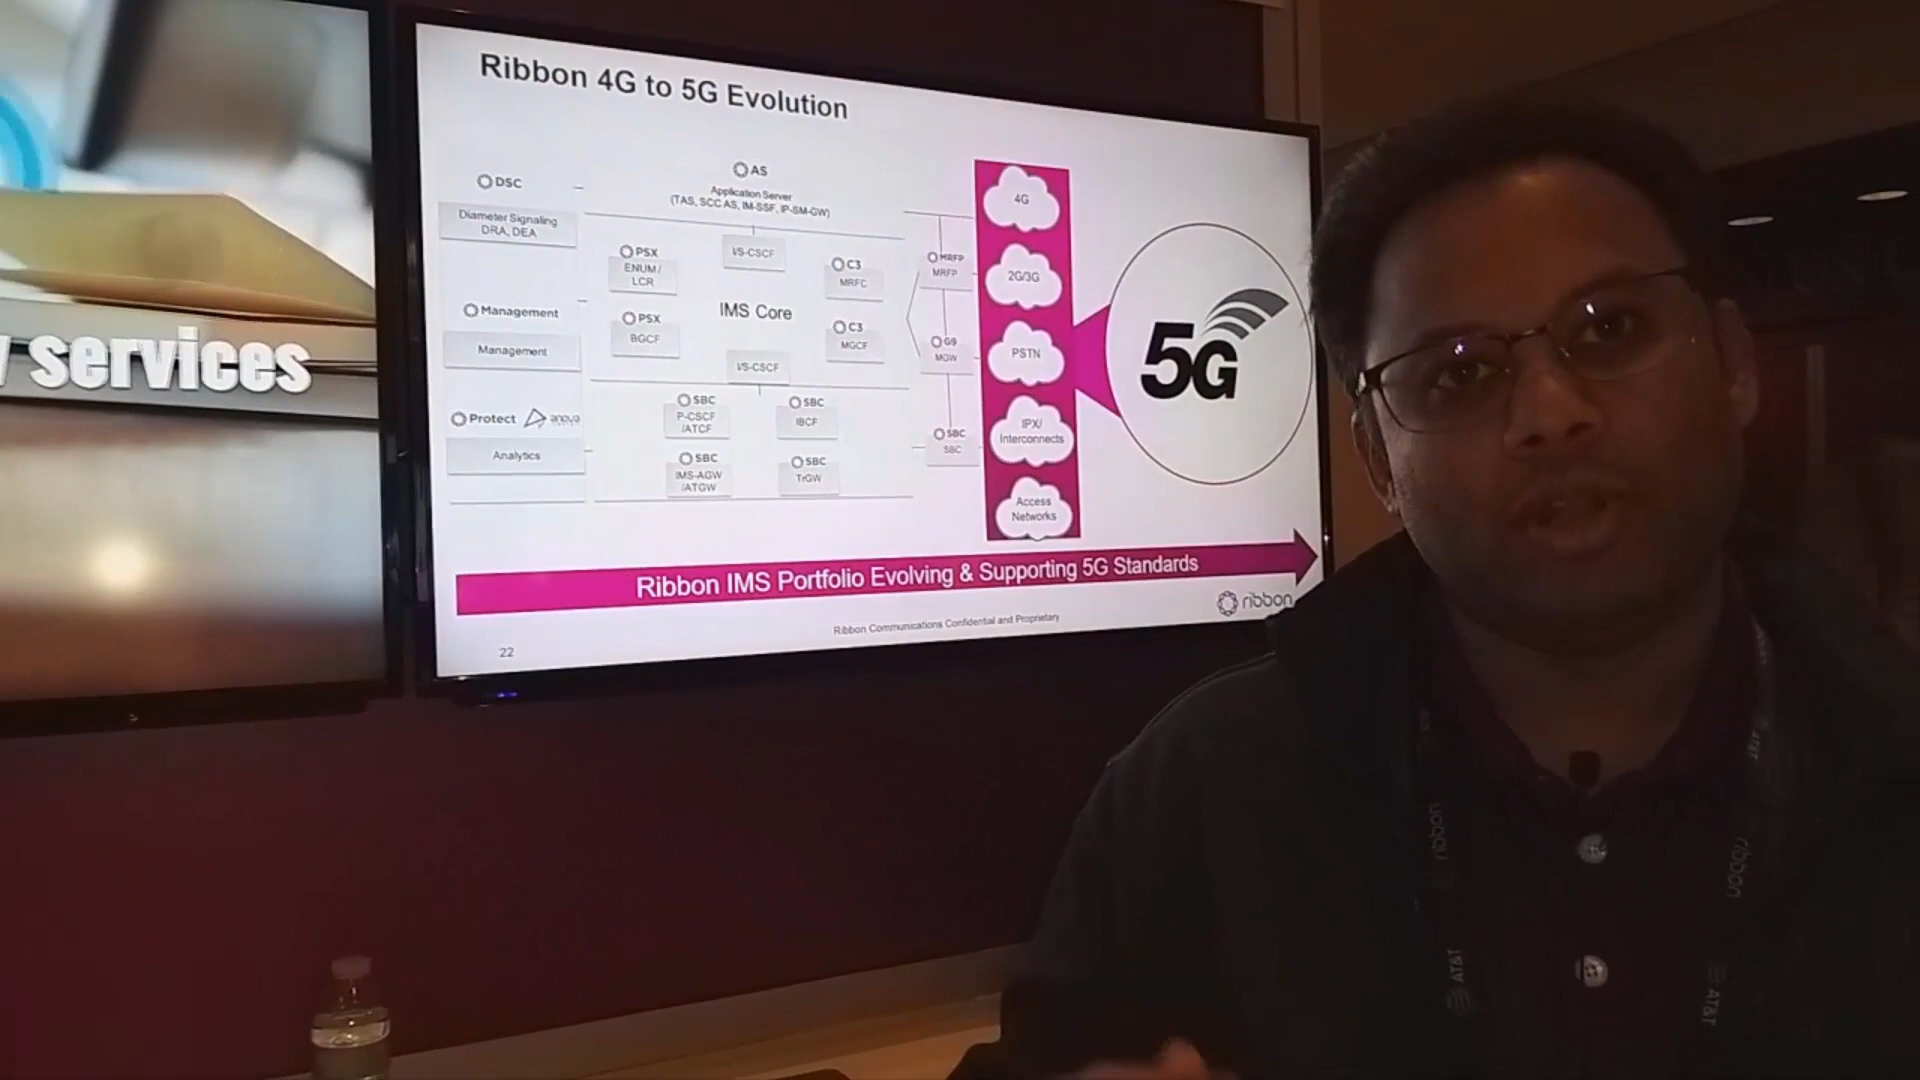 services
Ribbon 4G to 5G Evolution
DSC
Diameter Signaling
DRA, DEA
Management
Management
Protect anova
Analytics
AS
Application Server
(TAS, SCC AS, IM-SSF, IP-SM-GW)
PSX
ENUM/
LCR
I/S-CSCF
C3
MRFC
IMS Core
PSX
BGCF
C3
MGCF
I/S-CSCF
SBC
P-CSCF
/ATCF
SBC
IBCF
SBC
IMS-AGW
/ATGW
SBC
TrGW
MRFP
MRFP
G9
MGW
SBC
SBC
4G
2G/3G
PSTN
IPX/
Interconnects
Access
Networks
5G
Ribbon IMS Portfolio Evolving & Supporting 5G Standards
ribbon
Ribbon Communications Confidential and Proprietary
22
ribbon
AT&T
AT&T
ribbon
AT&T